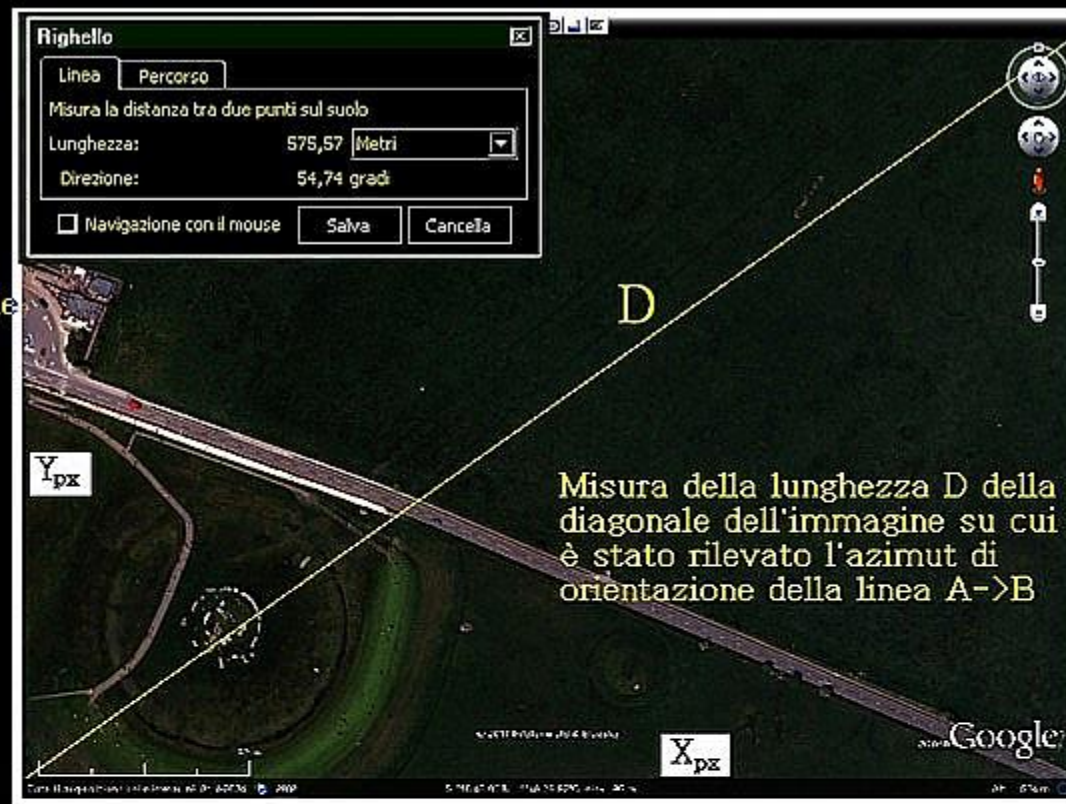 Righello
Linea Percorso
Misura la distanza tra due punti sul suolo
Lunghezza: 575,57 Metri
Direzione: 54,74 gradi
Navigazione con il mouse Salva Cancella
e
D
Ypx
Misura della lunghezza D della
diagonale dell'immagine su cui
è stato rilevato l'azimut di
orientazione della linea A->B
Xpx
Google